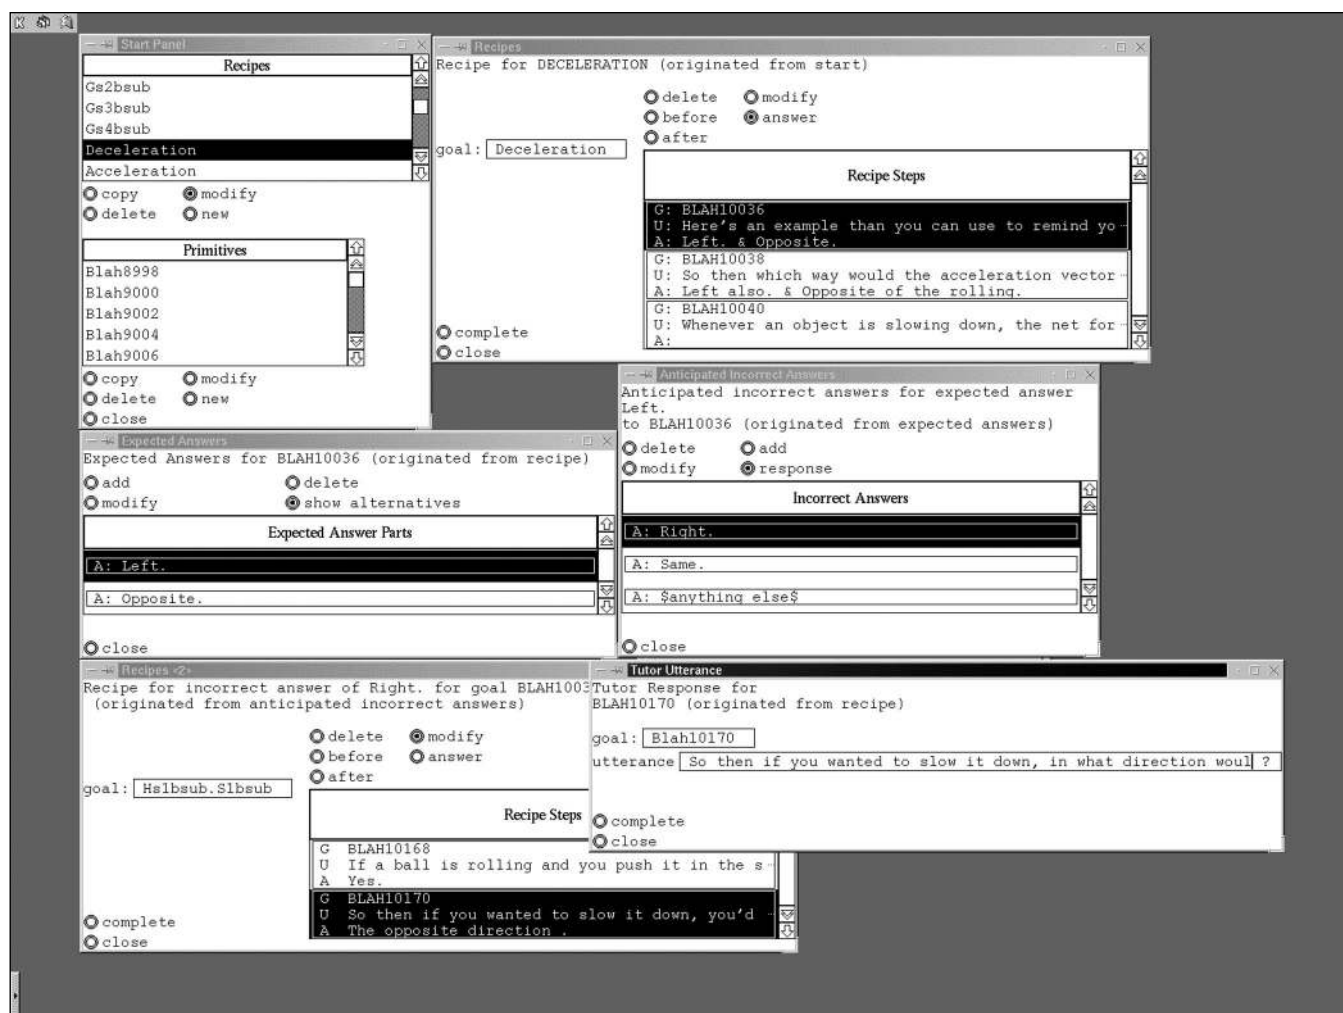 Start Panel
Recipes
Gs2bsub
Gs3bsub
Gs4bsub
Deceleration
Acceleration
copy modify
delete new
Primitives
Blah8998
Blah9000
Blah9002
Blah9004
Blah9006
copy modify
delete new
close
Recipes
Recipe for DECELERATION (originated from start)
delete modify
before answer
after
goal: Deceleration
Recipe Steps
G: BLAH10036
U: Here's an example than you can use to remind yo
A: Left. & Opposite.
G: BLAH10038
U: So then which way would the acceleration vector
A: Left also. & Opposite of the rolling.
G: BLAH10040
U: Whenever an object is slowing down, the net for
A:
complete
close
Expected Answers
Expected Answers for BLAH10036 (originated from recipe)
add delete
modify show alternatives
Expected Answer Parts
A: Left.
A: Opposite.
close
Anticipated Incorrect Answers
Anticipated incorrect answers for expected answer
Left.
to BLAH10036 (originated from expected answers)
delete add
modify response
Incorrect Answers
A: Right.
A: Same.
A: $anything else$
close
Recipes <2>
Recipe for incorrect answer of Right. for goal BLAH1003
(originated from anticipated incorrect answers)
delete modify
before answer
after
goal: Hslbsub.Slbsub
Recipe Steps
G BLAH10168
U If a ball is rolling and you push it in the s
A Yes.
G BLAH10170
U So then if you wanted to slow it down, you'd
A The opposite direction .
complete
close
Tutor Utterance
Tutor Response for
BLAH10170 (originated from recipe)
goal: Blah10170
utterance So then if you wanted to slow it down, in what direction woul ?
complete
close